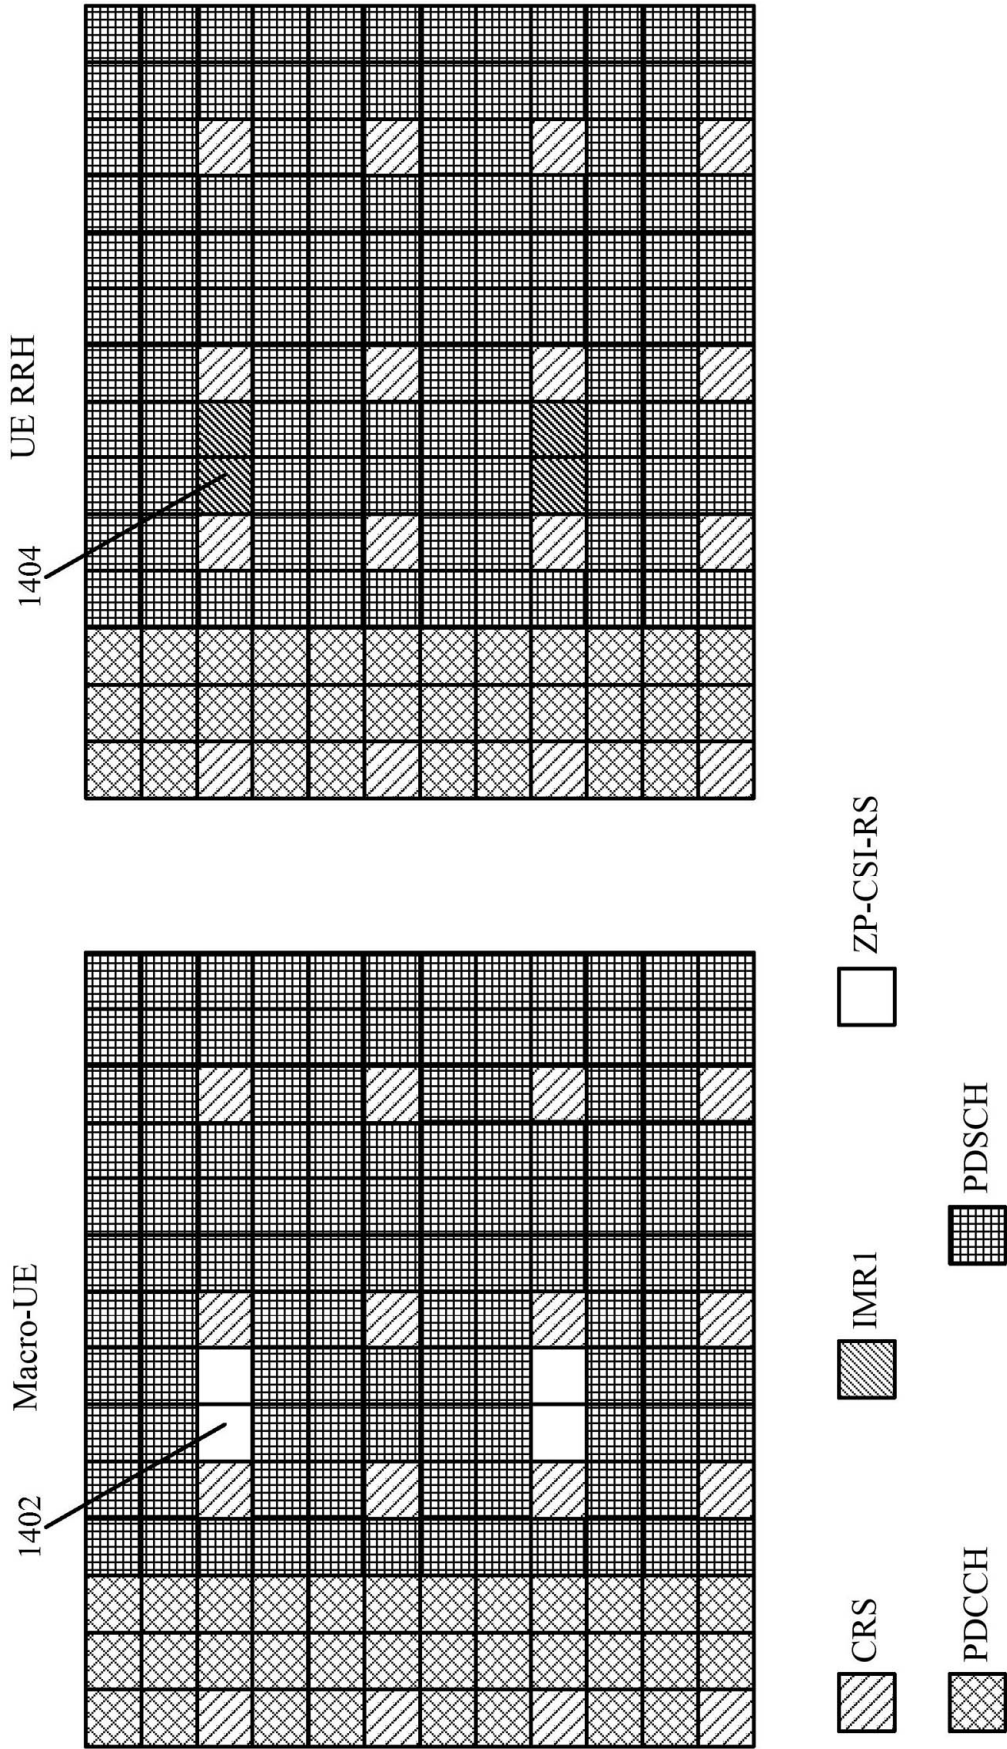 Macro-UE
1402
UE RRH
1404
CRS
IMR1
ZP-CSI-RS
PDCCH
PDSCH